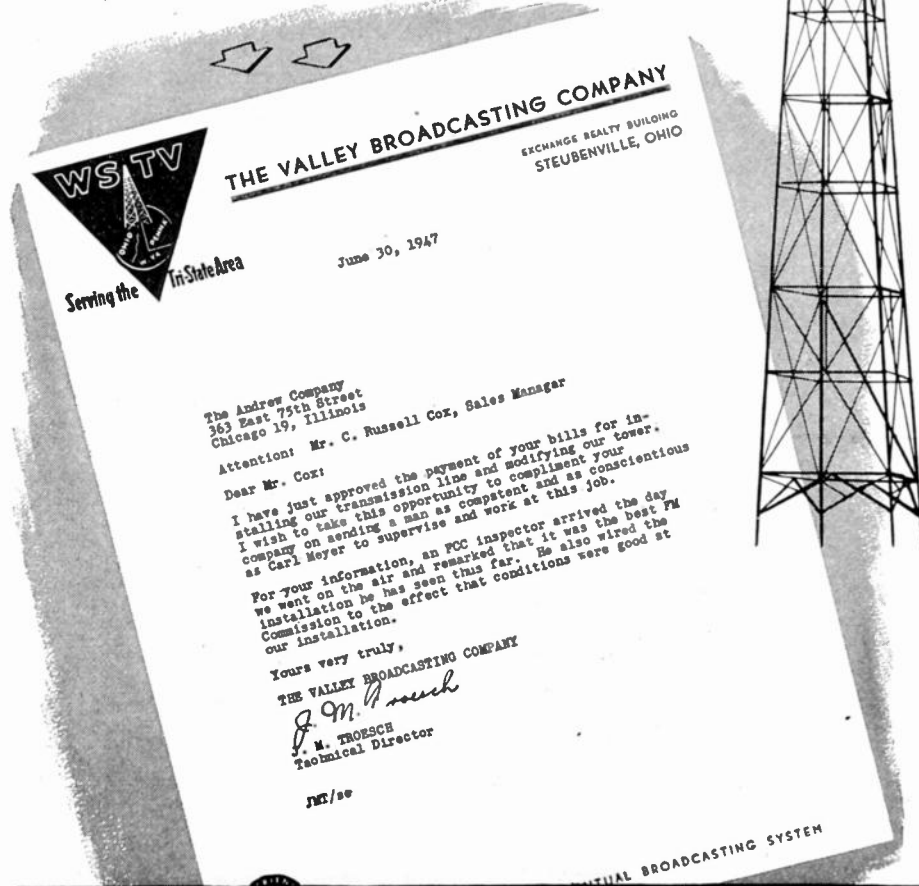 WSTV
OHIO
PENNA
W. VA.
Serving the Tri-State Area
THE VALLEY BROADCASTING COMPANY
EXCHANGE REALTY BUILDING
STEUBENVILLE, OHIO
June 30, 1947
The Andrew Company
363 East 75th Street
Chicago 19, Illinois
Attention: Mr. C. Russell Cox, Sales Manager
Dear Mr. Cox:
I have just approved the payment of your bills for in-
stalling our transmission line and modifying our tower.
I wish to take this opportunity to compliment your
company on sending a man as competent and as conscientious
as Carl Meyer to supervise and work at this job.
For your information, an FCC inspector arrived the day
we went on the air and remarked that it was the best FM
installation he has seen thus far. He also wired the
Commission to the effect that conditions were good at
our installation.
Yours very truly,
THE VALLEY BROADCASTING COMPANY
J. M. Troesch
J. M. TROESCH
Technical Director
JMT/se
BROADCASTING SYSTEM